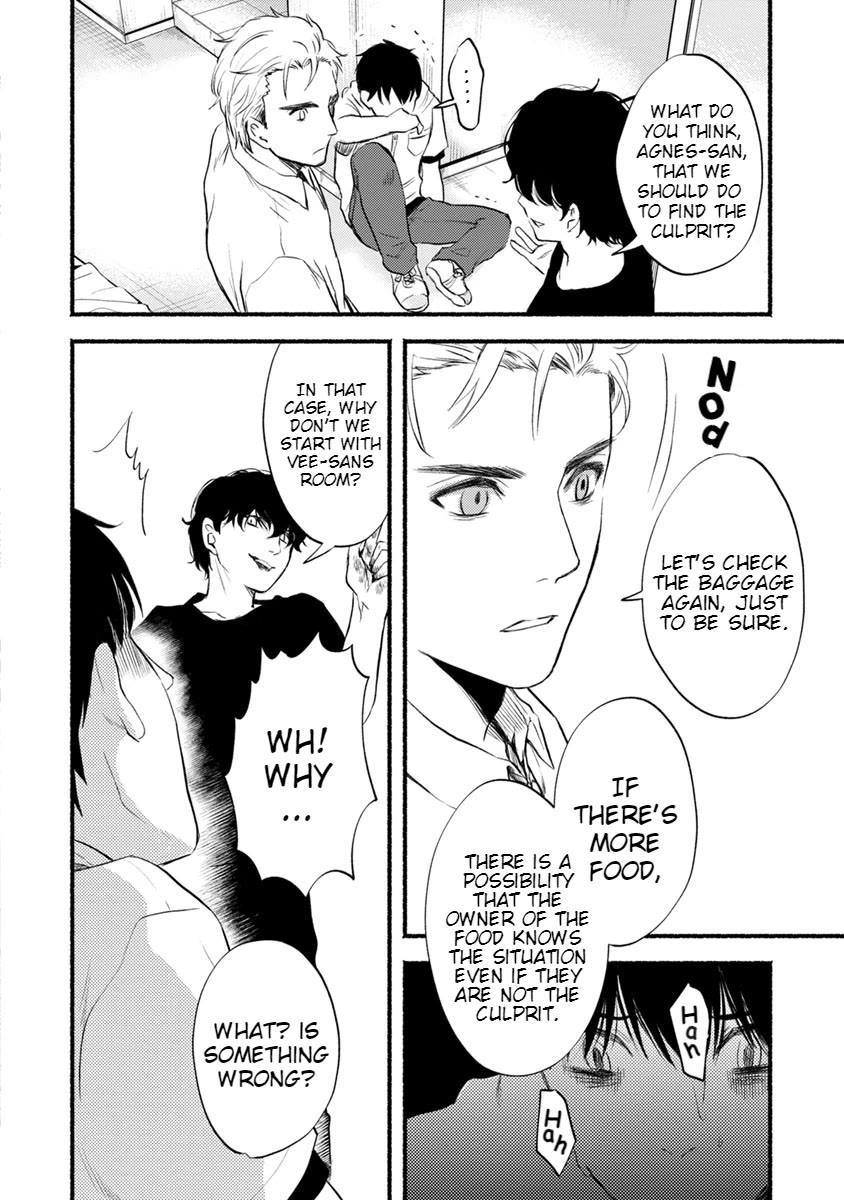 ...
WHAT DO
YOU THINK,
AGNES-SAN,
THAT WE
SHOULD DO
TO FIND THE
CULPRIT?
NOD
LET'S CHECK
THE BAGGAGE
AGAIN, JUST
TO BE SURE.
IF
THERE'S
MORE
FOOD,
THERE IS A
POSSIBILITY
THAT THE
OWNER OF THE
FOOD KNOWS
THE SITUATION
EVEN IF THEY
ARE NOT THE
CULPRIT.
Hah
Hah
IN THAT
CASE, WHY
DON'T WE
START WITH
VEE-SANS
ROOM?
WH!
WHY
...
WHAT? IS
SOMETHING
WRONG?